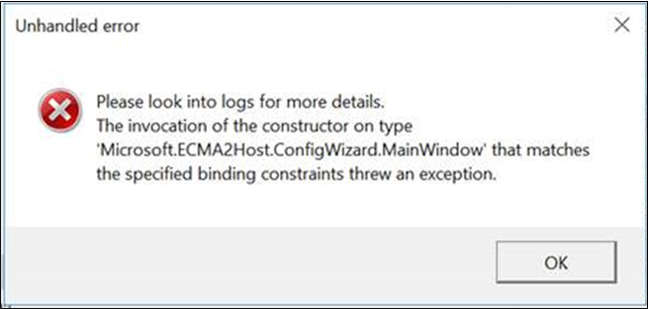 Unhandled error
Please look into logs for more details.
The invocation of the constructor on type
'Microsoft.ECMA2Host.ConfigWizard.MainWindow' that matches
the specified binding constraints threw an exception.
OK